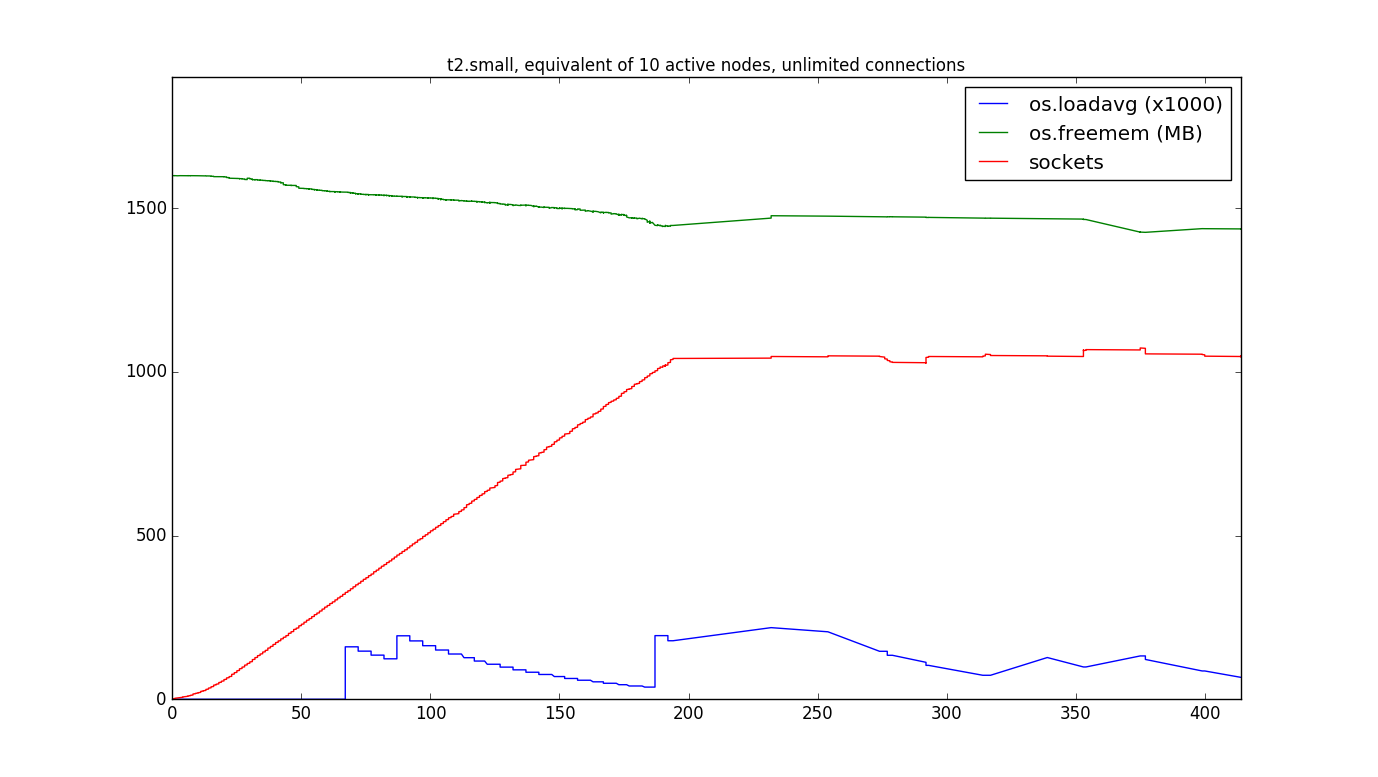 t2.small, equivalent of 10 active nodes, unlimited connections
os.loadavg (x1000)
os.freemem (MB)
sockets
1500
1000
500
0
0 50 100 150 200 250 300 350 400